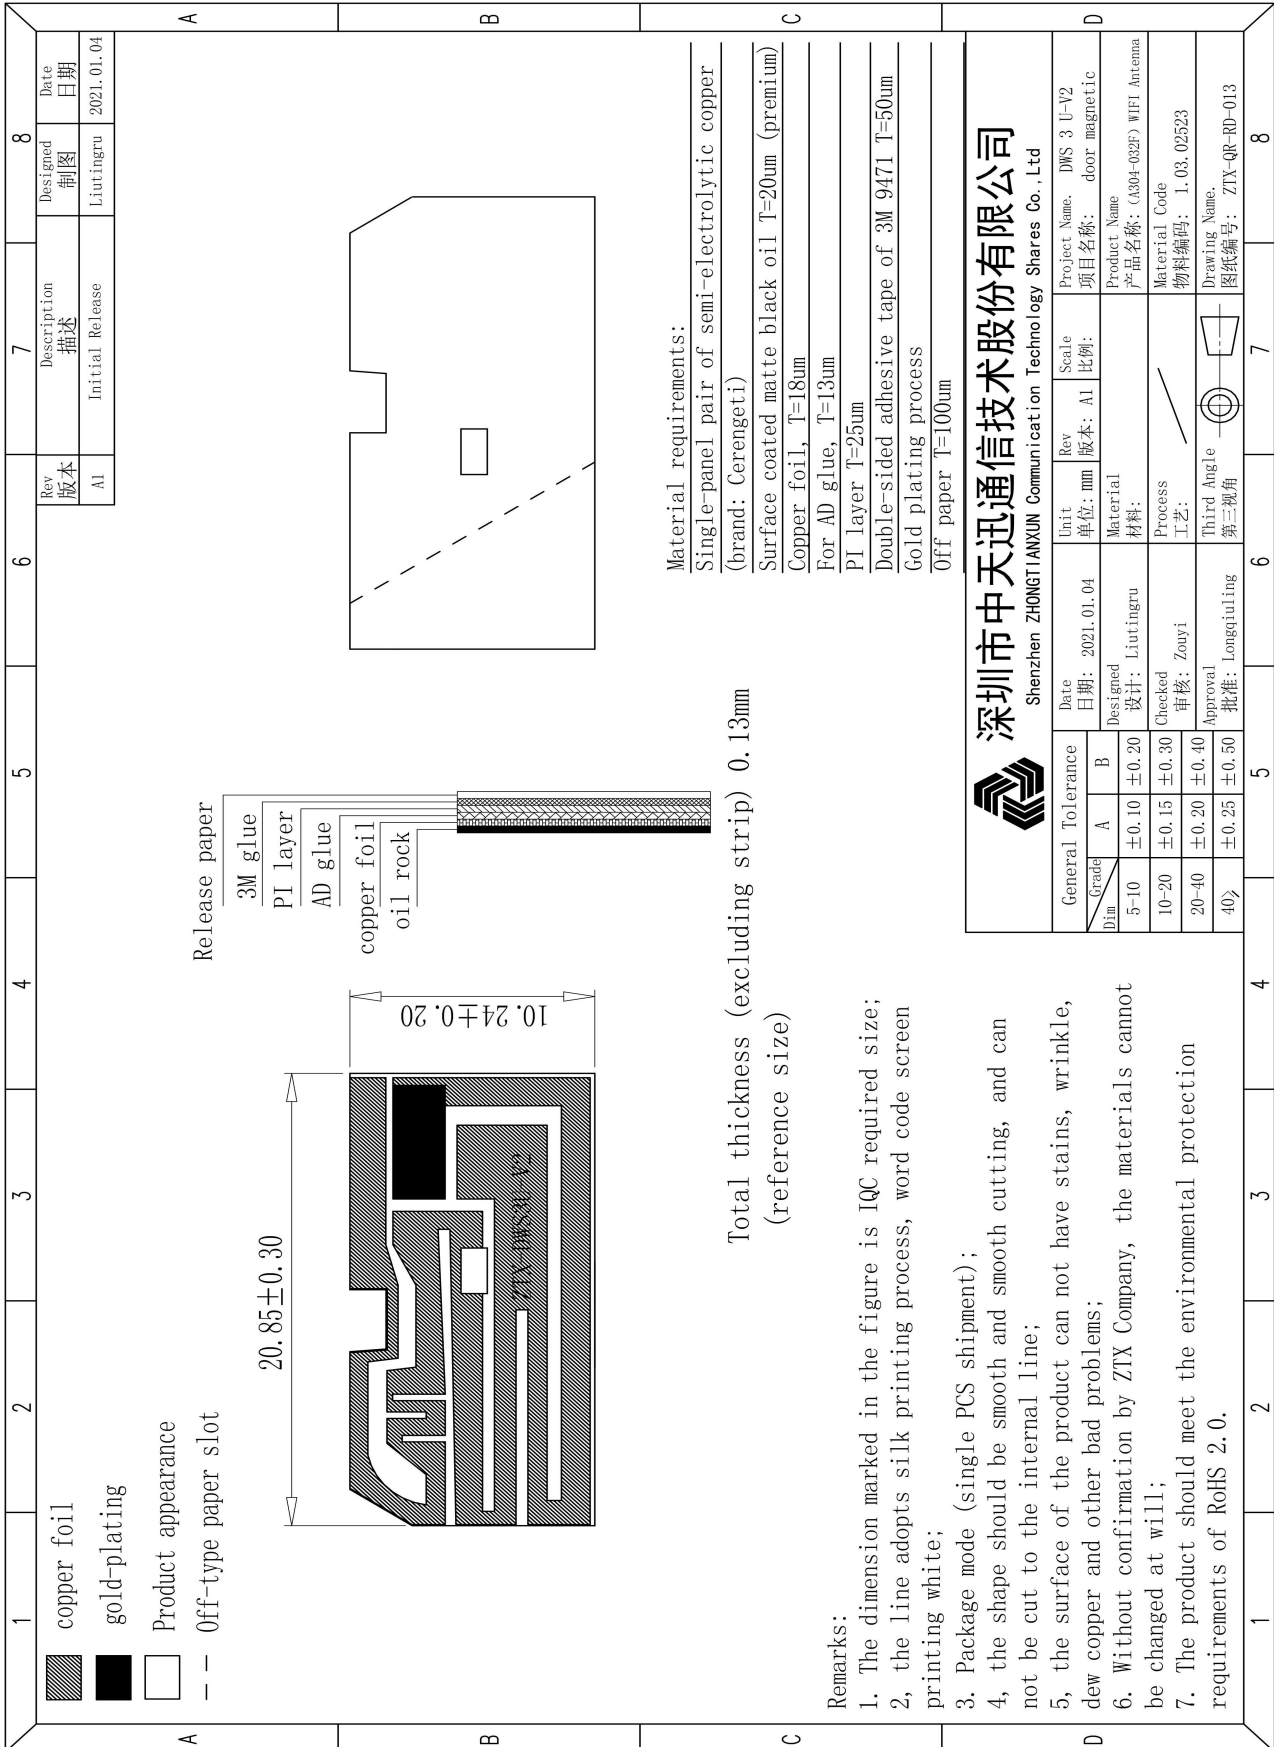 1 2 3 4 5 6 7 8
A
B
C
D
A
B
C
D
1 2 3 4 5 6 7 8
copper foil
gold-plating
Product appearance
Off-type paper slot
20.85±0.30
10.24±0.20
ZTX-DWS3U-V2
Release paper
3M glue
PI layer
AD glue
copper foil
oil rock
Total thickness (excluding strip) 0.13mm
(reference size)
Rev Description Designed Date
版本 描述 制图 日期
A1 Initial Release Liutingru 2021.01.04
Material requirements:
Single-panel pair of semi-electrolytic copper
(brand: Cerengeti)
Surface coated matte black oil T=20um (premium)
Copper foil, T=18um
For AD glue, T=13um
PI layer T=25um
Double-sided adhesive tape of 3M 9471 T=50um
Gold plating process
Off paper T=100um
Remarks:
1. The dimension marked in the figure is IQC required size;
2, the line adopts silk printing process, word code screen
printing white;
3. Package mode (single PCS shipment);
4, the shape should be smooth and smooth cutting, and can
not be cut to the internal line;
5, the surface of the product can not have stains, wrinkle,
dew copper and other bad problems;
6. Without confirmation by ZTX Company, the materials cannot
be changed at will;
7. The product should meet the environmental protection
requirements of RoHS 2.0.
深圳市中天迅通信技术股份有限公司
Shenzhen ZHONGTIANXUN Communication Technology Shares Co.,Ltd
General Tolerance
Dim Grade A B
5-10 ±0.10 ±0.20
10-20 ±0.15 ±0.30
20-40 ±0.20 ±0.40
40》 ±0.25 ±0.50
Date
日期: 2021.01.04
Designed
设计: Liutingru
Checked
审核: Zouyi
Approval
批准: Longqiuling
Unit
单位: mm
Rev
版本: A1
Scale
比例:
Material
材料:
Process
工艺:
Third Angle
第三视角
Project Name. DWS 3 U-V2
项目名称: door magnetic
Product Name
产品名称: (A304-032F) WIFI Antenna
Material Code
物料编码: 1.03.02523
Drawing Name.
图纸编号: ZTX-QR-RD-013